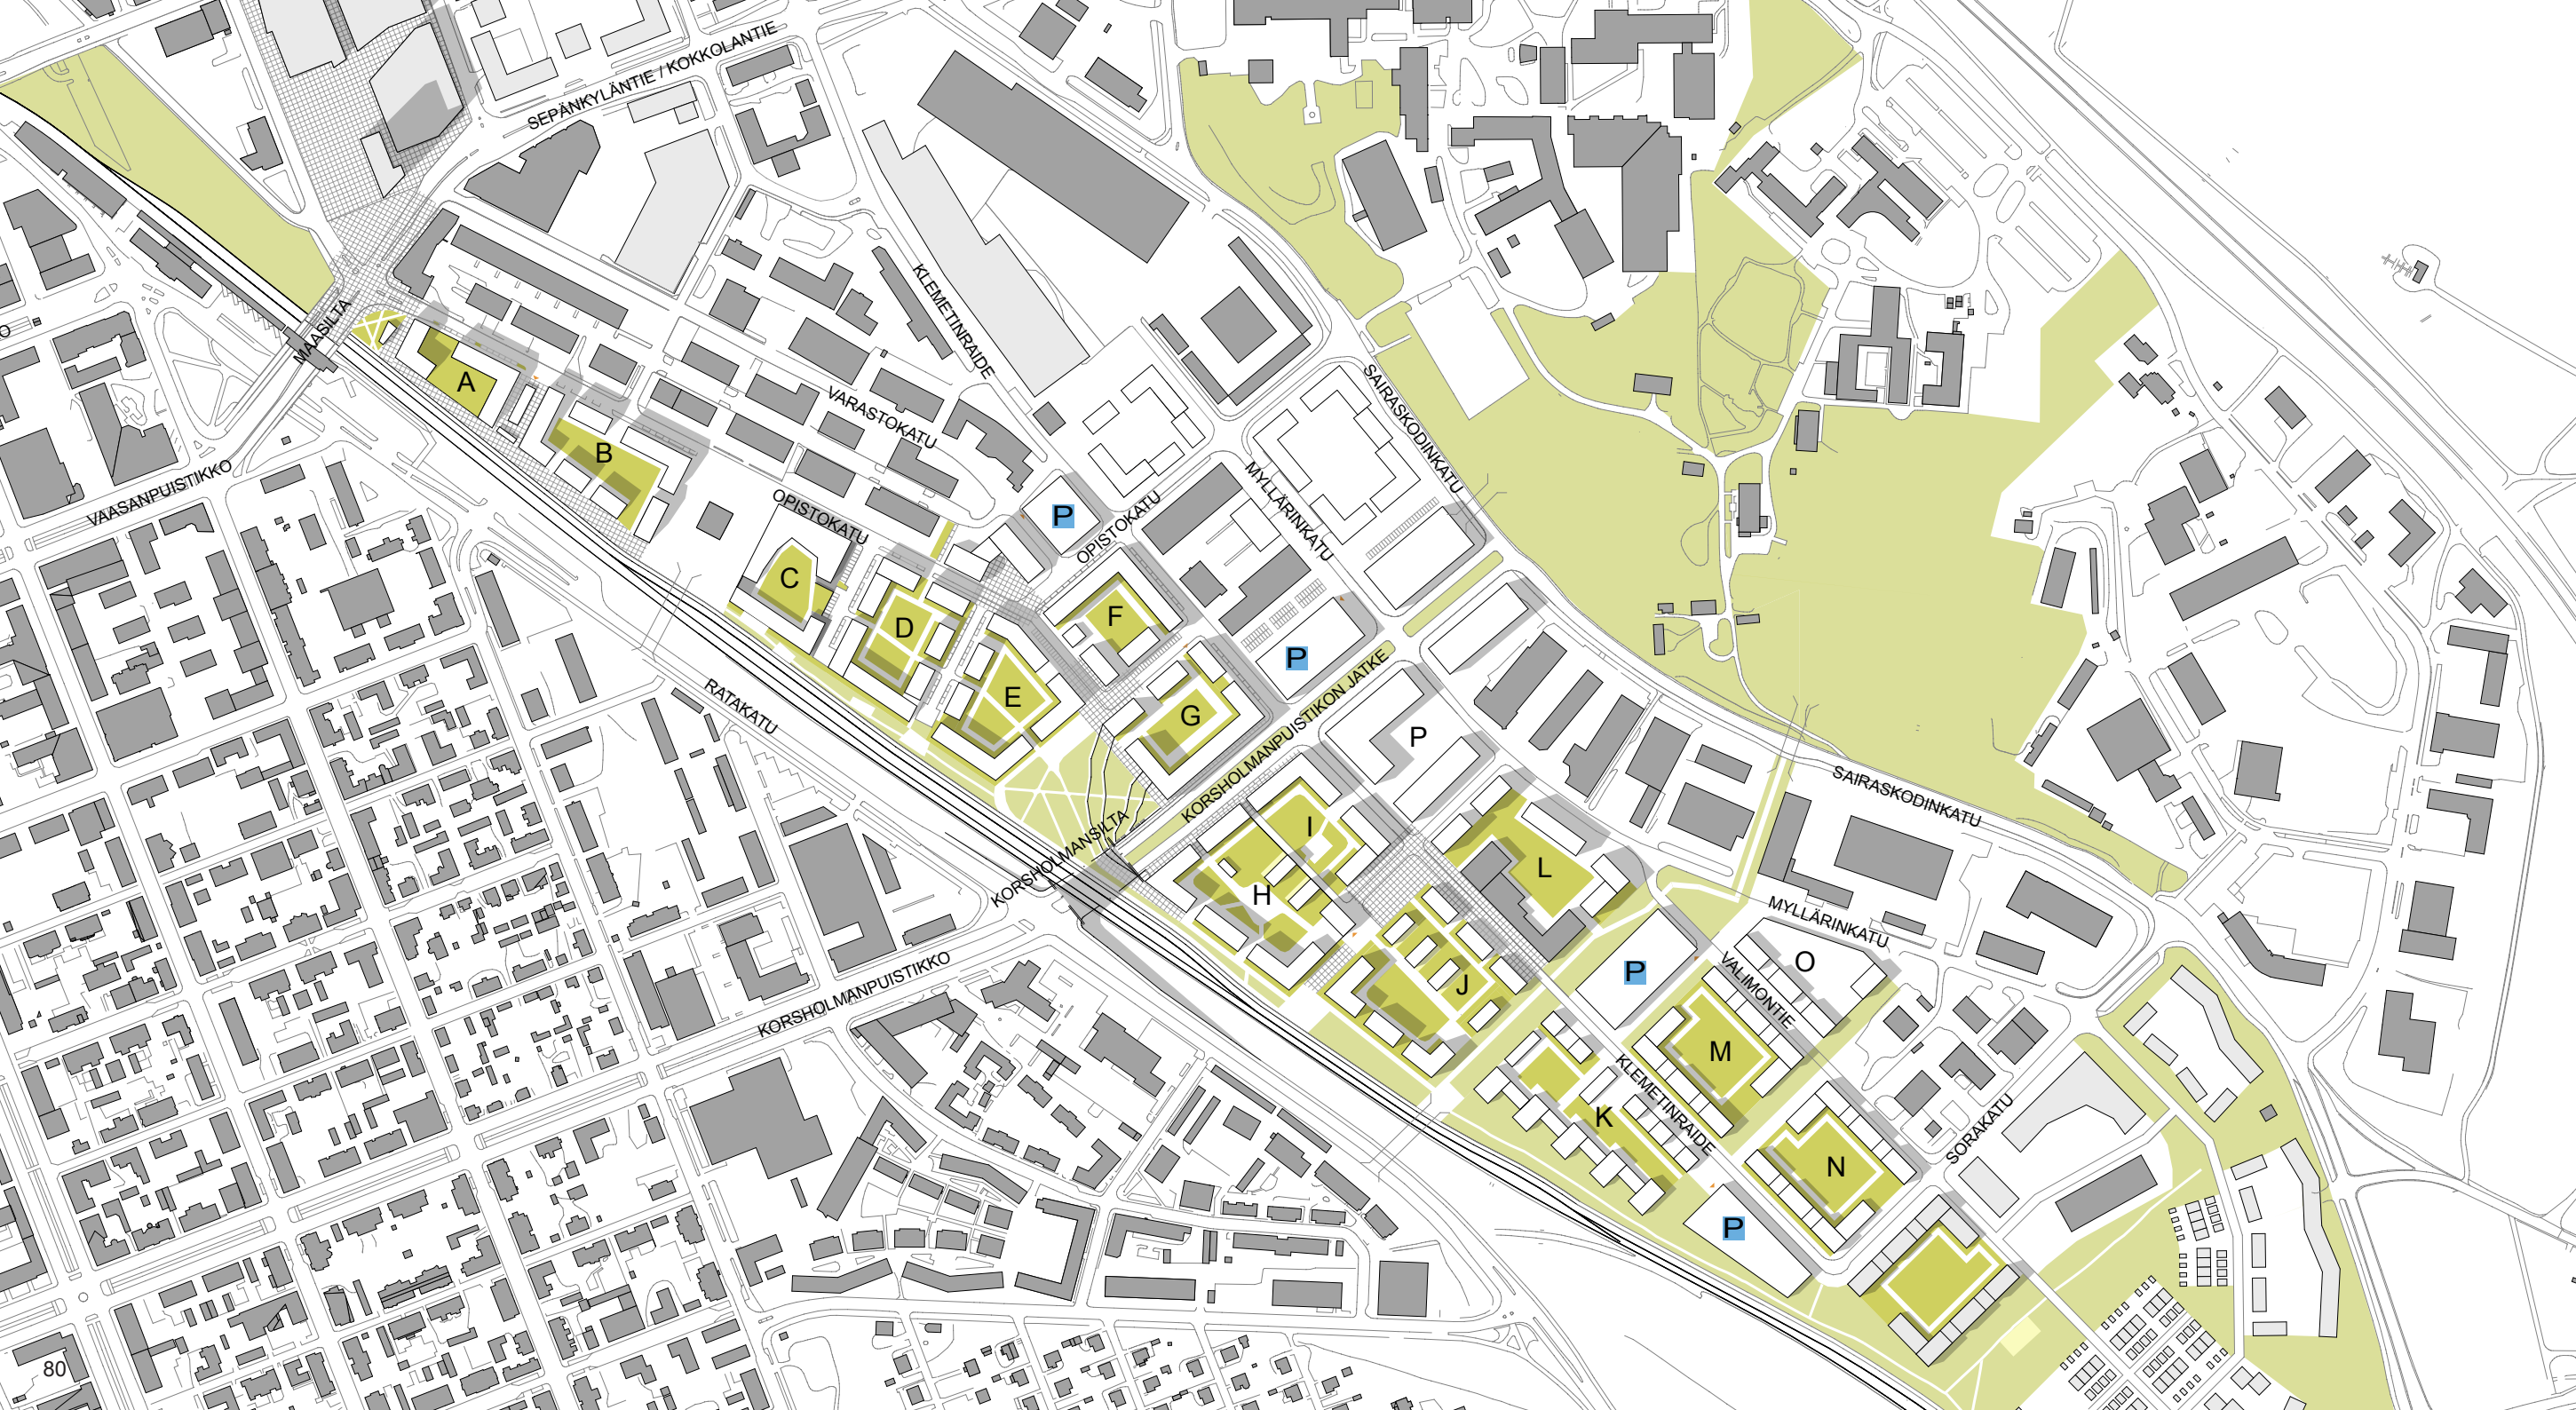 SEPÄNKYLÄNTIE / KOKKOLANTIE
KLEMETINRAIDE
MAASILTA
O
A
VARASTOKATU
SAIRASKODINKATU
B
VAASANPUISTIKKO
MYLLÄRINKATU
OPISTOKATU
P
OPISTOKATU
C
D
F
P
E
G
RATAKATU
KORSHOLMANPUISTIKON JATKE
P
SAIRASKODINKATU
I
KORSHOLMANSILTA
L
H
MYLLÄRINKATU
O
P
J
VALIMONTIE
KORSHOLMANPUISTIKKO
M
K
KLEMETINRAIDE
SORAKATU
N
P
80